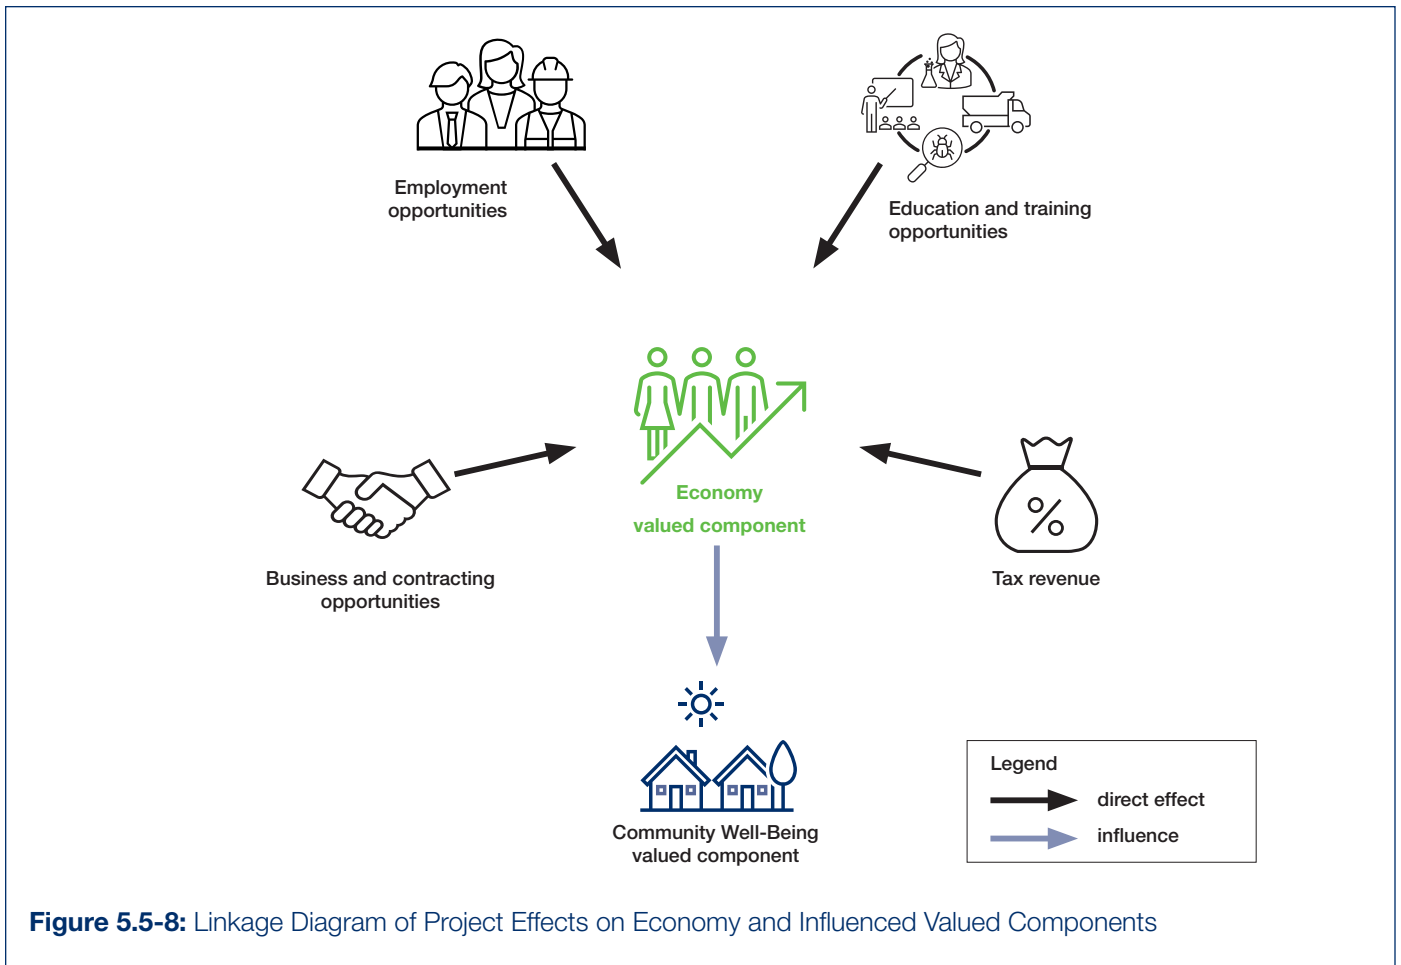 Employment
opportunities
Education and training
opportunities
Economy
valued component
Business and contracting
opportunities
Tax revenue
Community Well-Being
valued component
Legend
direct effect
influence
Figure 5.5-8: Linkage Diagram of Project Effects on Economy and Influenced Valued Components